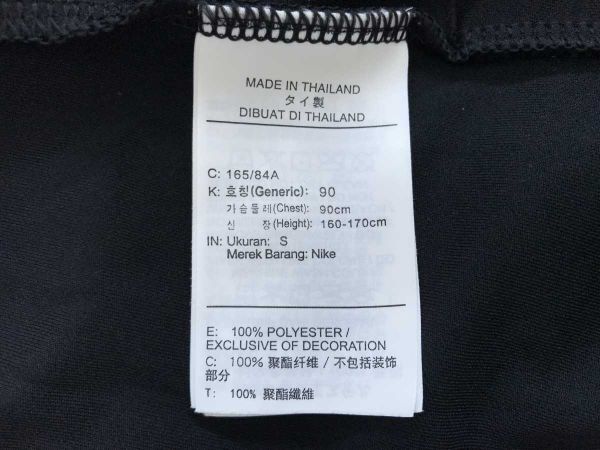 MADE IN THAILAND
タイ製
DIBUAT DI THAILAND
C: 165/84A
K: 호칭(Generic): 90
가슴둘레(Chest): 90cm
신 장(Height): 160-170cm
IN: Ukuran: S
Merek Barang: Nike
E: 100% POLYESTER /
EXCLUSIVE OF DECORATION
C: 100% 聚酯纤维 / 不包括装饰
部分
T: 100% 聚酯纖維